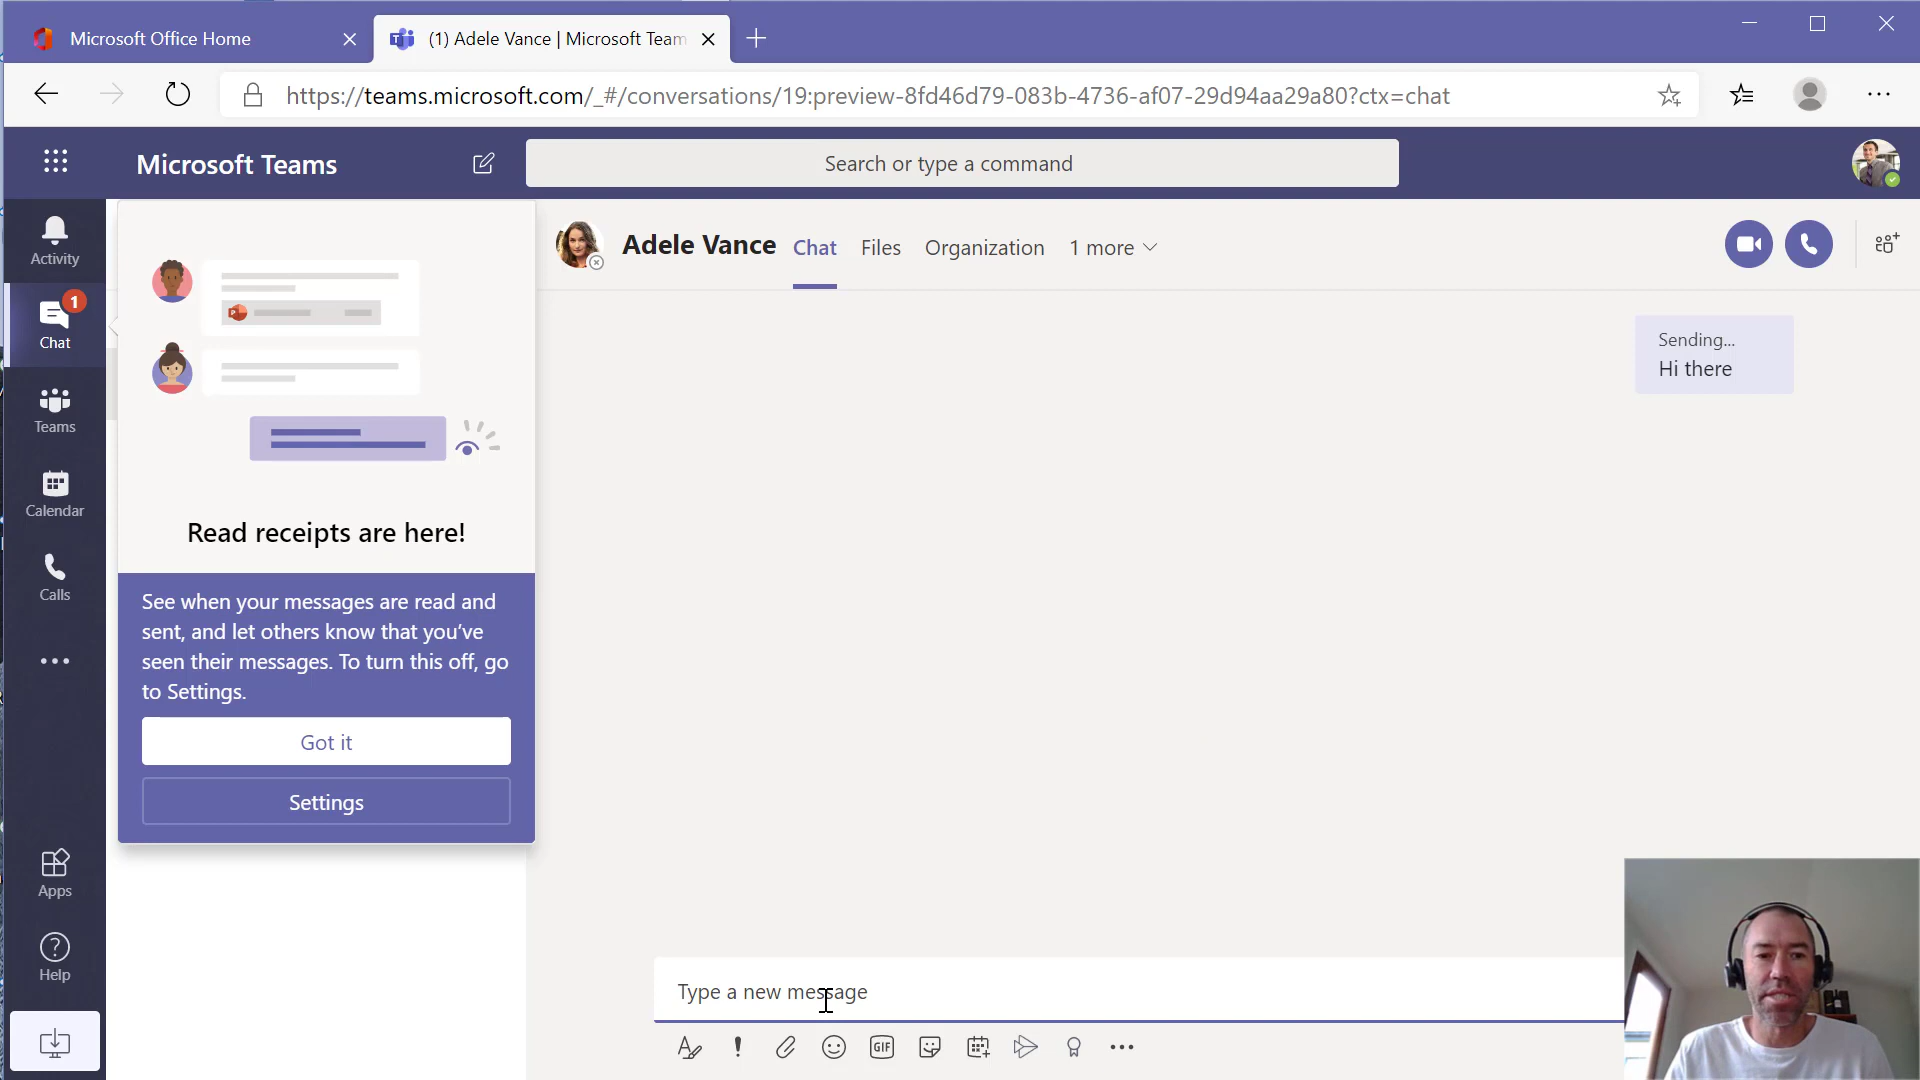 Microsoft Office Home
(1) Adele Vance | Microsoft Team
https://teams.microsoft.com/_#/conversations/19:preview-8fd46d79-083b-4736-af07-29d94aa29a80?ctx=chat
Microsoft Teams
Search or type a command
Activity
1
Chat
Teams
Calendar
Calls
Apps
Help
Read receipts are here!
See when your messages are read and
sent, and let others know that you've
seen their messages. To turn this off, go
to Settings.
Got it
Settings
Adele Vance
Chat
Files
Organization
1 more
Sending...
Hi there
Type a new message
GIF